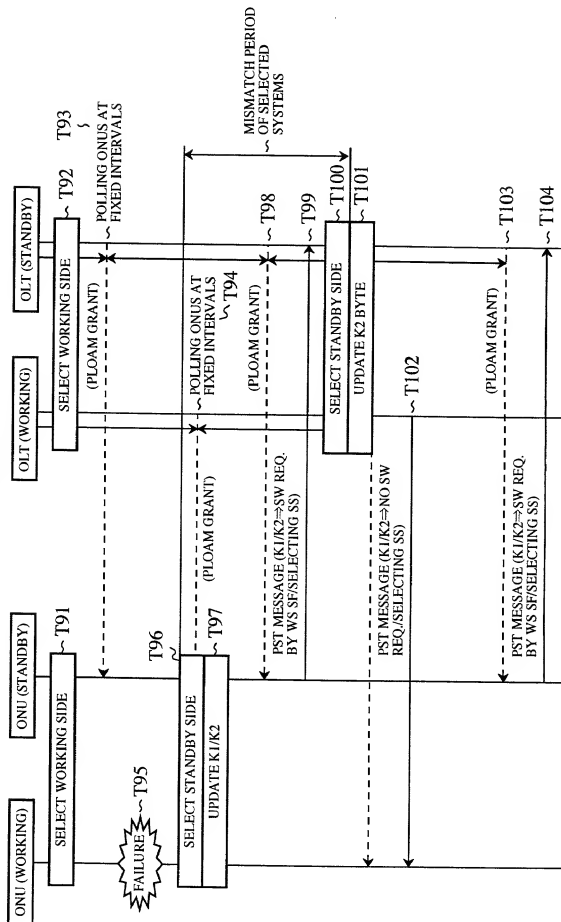 ONU (WORKING)
ONU (STANDBY)
OLT (WORKING)
OLT (STANDBY)
SELECT WORKING SIDE
T91
SELECT WORKING SIDE
T92
T93
POLLING ONUS AT
FIXED INTERVALS
(PLOAM GRANT)
FAILURE
T95
T96
SELECT STANDBY SIDE
UPDATE K1/K2
T97
(PLOAM GRANT)
POLLING ONUS AT
FIXED INTERVALS
T94
MISMATCH PERIOD
OF SELECTED
SYSTEMS
(PLOAM GRANT)
T98
PST MESSAGE (K1/K2⇒SW REQ.
BY WS SF/SELECTING SS)
T99
SELECT STANDBY SIDE
T100
UPDATE K2 BYTE
T101
PST MESSAGE (K1/K2⇒NO SW
REQ./SELECTING SS)
T102
(PLOAM GRANT)
T103
PST MESSAGE (K1/K2⇒SW REQ.
BY WS SF/SELECTING SS)
T104